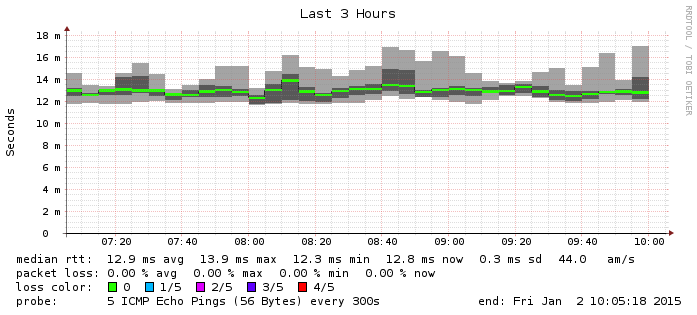 Last 3 Hours
RRDTOOL / TOBI OETIKER
Seconds
18 m
16 m
14 m
12 m
10 m
8 m
6 m
4 m
2 m
0
07:20 07:40 08:00 08:20 08:40 09:00 09:20 09:40 10:00
median rtt: 12.9 ms avg 13.9 ms max 12.3 ms min 12.8 ms now 0.3 ms sd 44.0 am/s
packet loss: 0.00 % avg 0.00 % max 0.00 % min 0.00 % now
loss color: 0 1/5 2/5 3/5 4/5
probe: 5 ICMP Echo Pings (56 Bytes) every 300s end: Fri Jan 2 10:05:18 2015